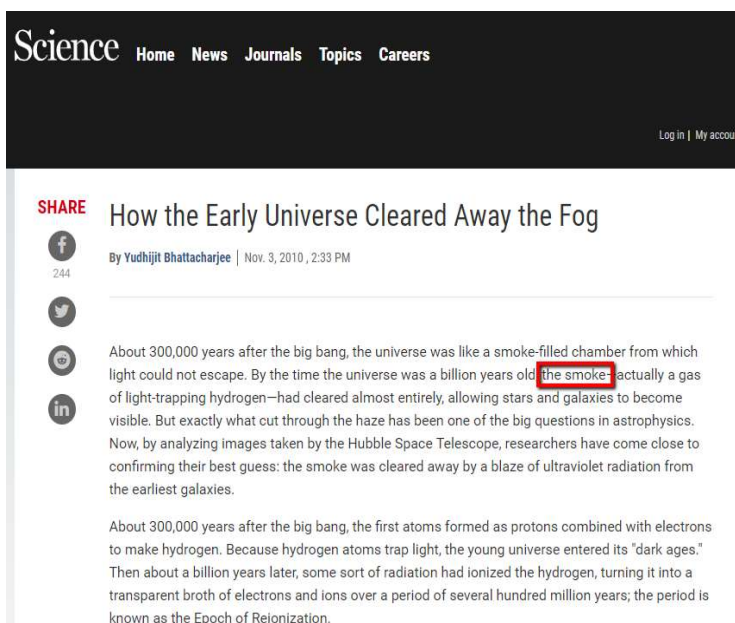 Science Home News Journals Topics Careers
Log in | My accou
SHARE
244
How the Early Universe Cleared Away the Fog
By Yudhijit Bhattacharjee | Nov. 3, 2010 , 2:33 PM
About 300,000 years after the big bang, the universe was like a smoke-filled chamber from which
light could not escape. By the time the universe was a billion years old, the smoke—actually a gas
of light-trapping hydrogen—had cleared almost entirely, allowing stars and galaxies to become
visible. But exactly what cut through the haze has been one of the big questions in astrophysics.
Now, by analyzing images taken by the Hubble Space Telescope, researchers have come close to
confirming their best guess: the smoke was cleared away by a blaze of ultraviolet radiation from
the earliest galaxies.
About 300,000 years after the big bang, the first atoms formed as protons combined with electrons
to make hydrogen. Because hydrogen atoms trap light, the young universe entered its "dark ages."
Then about a billion years later, some sort of radiation had ionized the hydrogen, turning it into a
transparent broth of electrons and ions over a period of several hundred million years; the period is
known as the Epoch of Reionization.